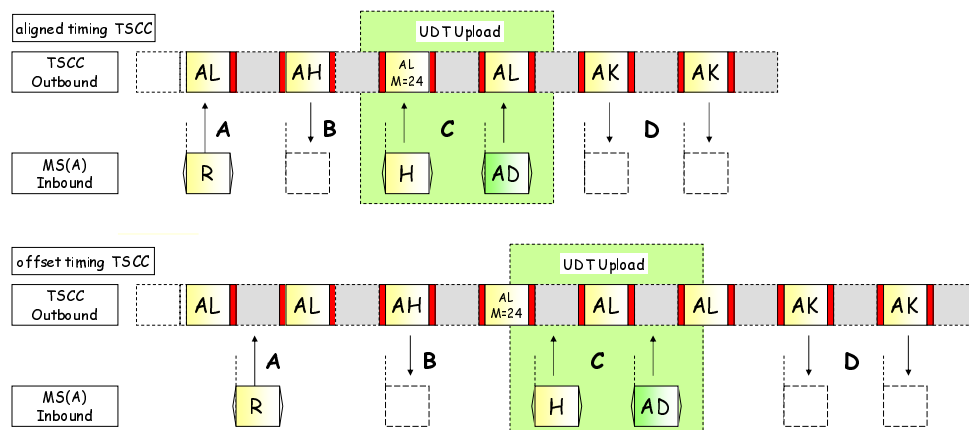 aligned timing TSCC
UDT Upload
TSCC
Outbound
AL
AH
AL
M=24
AL
AK
AK
A
B
C
D
MS(A)
Inbound
R
H
AD
offset timing TSCC
UDT Upload
TSCC
Outbound
AL
AL
AH
AL
M=24
AL
AL
AK
AK
A
B
C
D
MS(A)
Inbound
R
H
AD